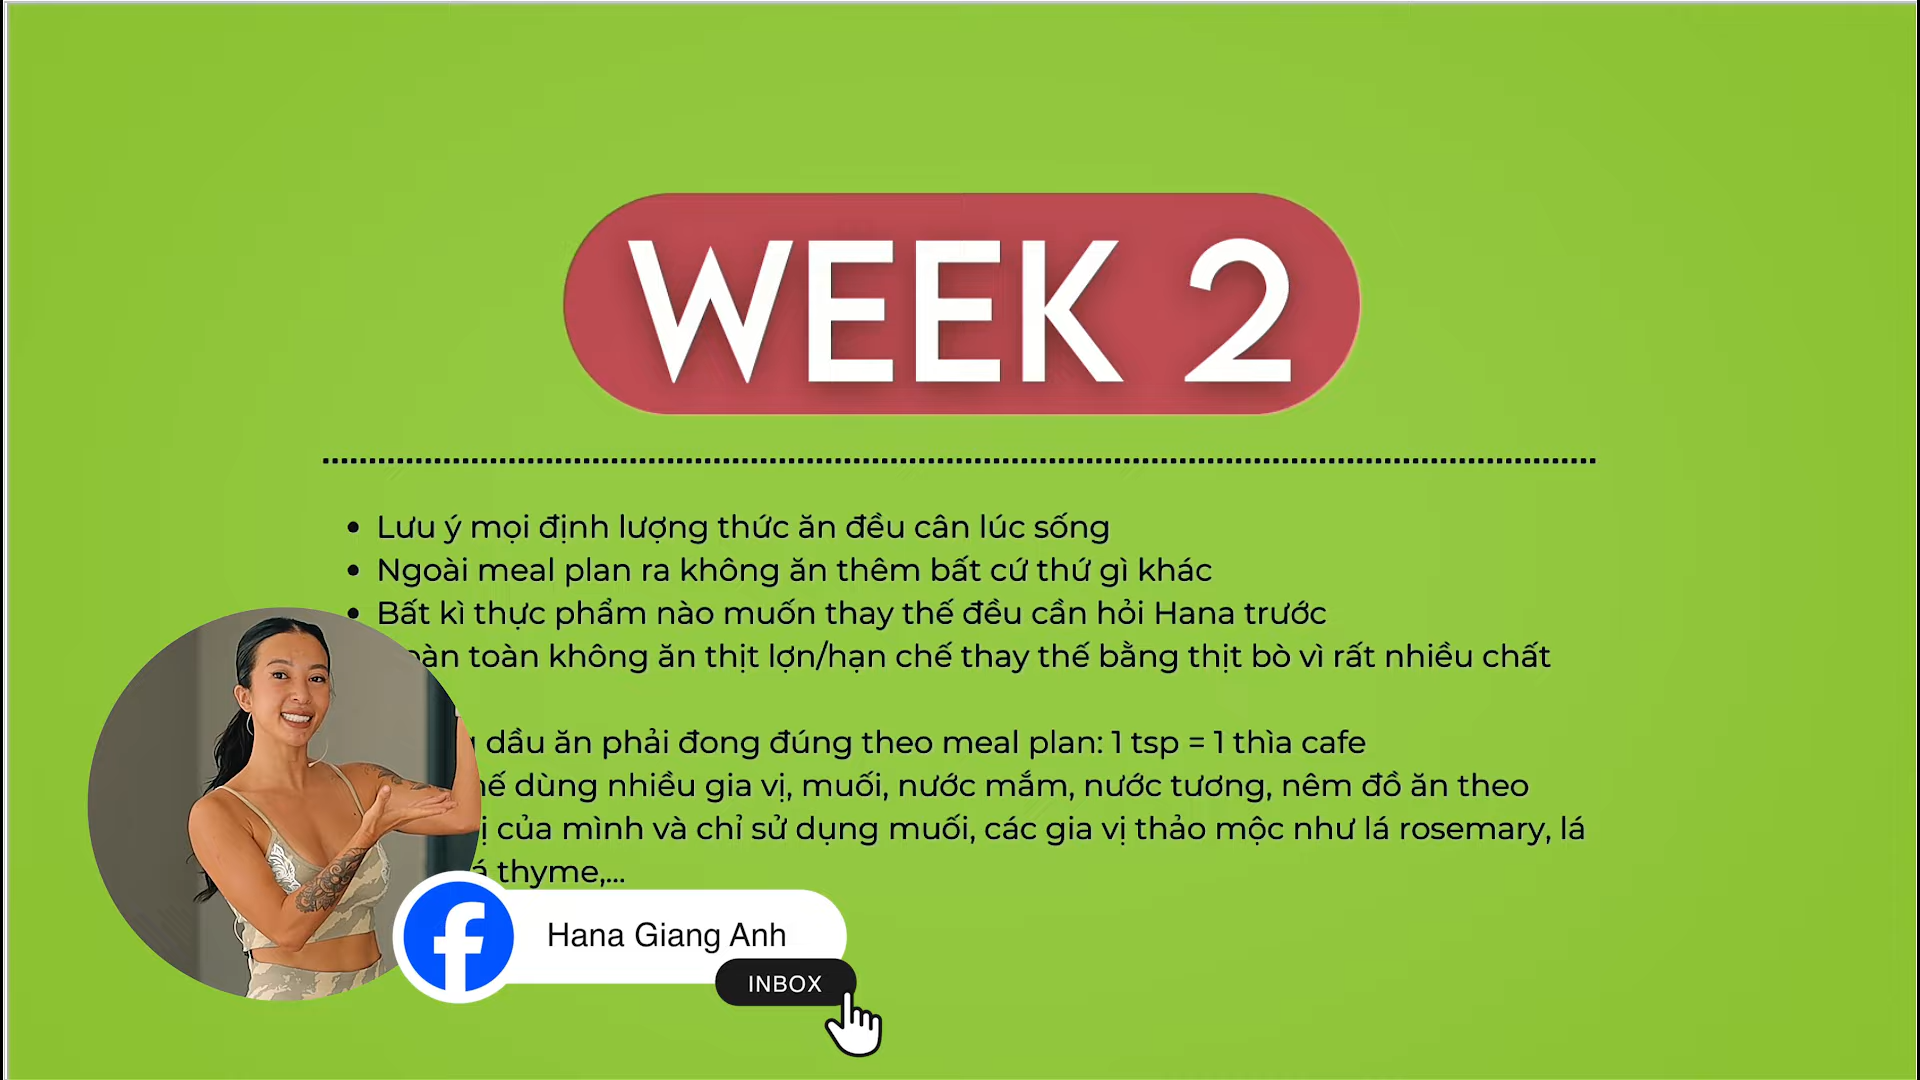 WEEK 2
Lưu ý mọi định lượng thức ăn đều cân lúc sống
Ngoài meal plan ra không ăn thêm bất cứ thứ gì khác
Bất kì thực phẩm nào muốn thay thế đều cần hỏi Hana trước
toàn không ăn thịt lợn/hạn chế thay thế bằng thịt bò vì rất nhiều chất
dầu ăn phải đong đúng theo meal plan: 1 tsp = 1 thìa cafe
dùng nhiều gia vị, muối, nước mắm, nước tương, nêm đồ ăn theo
của mình và chỉ sử dụng muối, các gia vị thảo mộc như lá rosemary, lá
thyme,...
Hana Giang Anh
INBOX